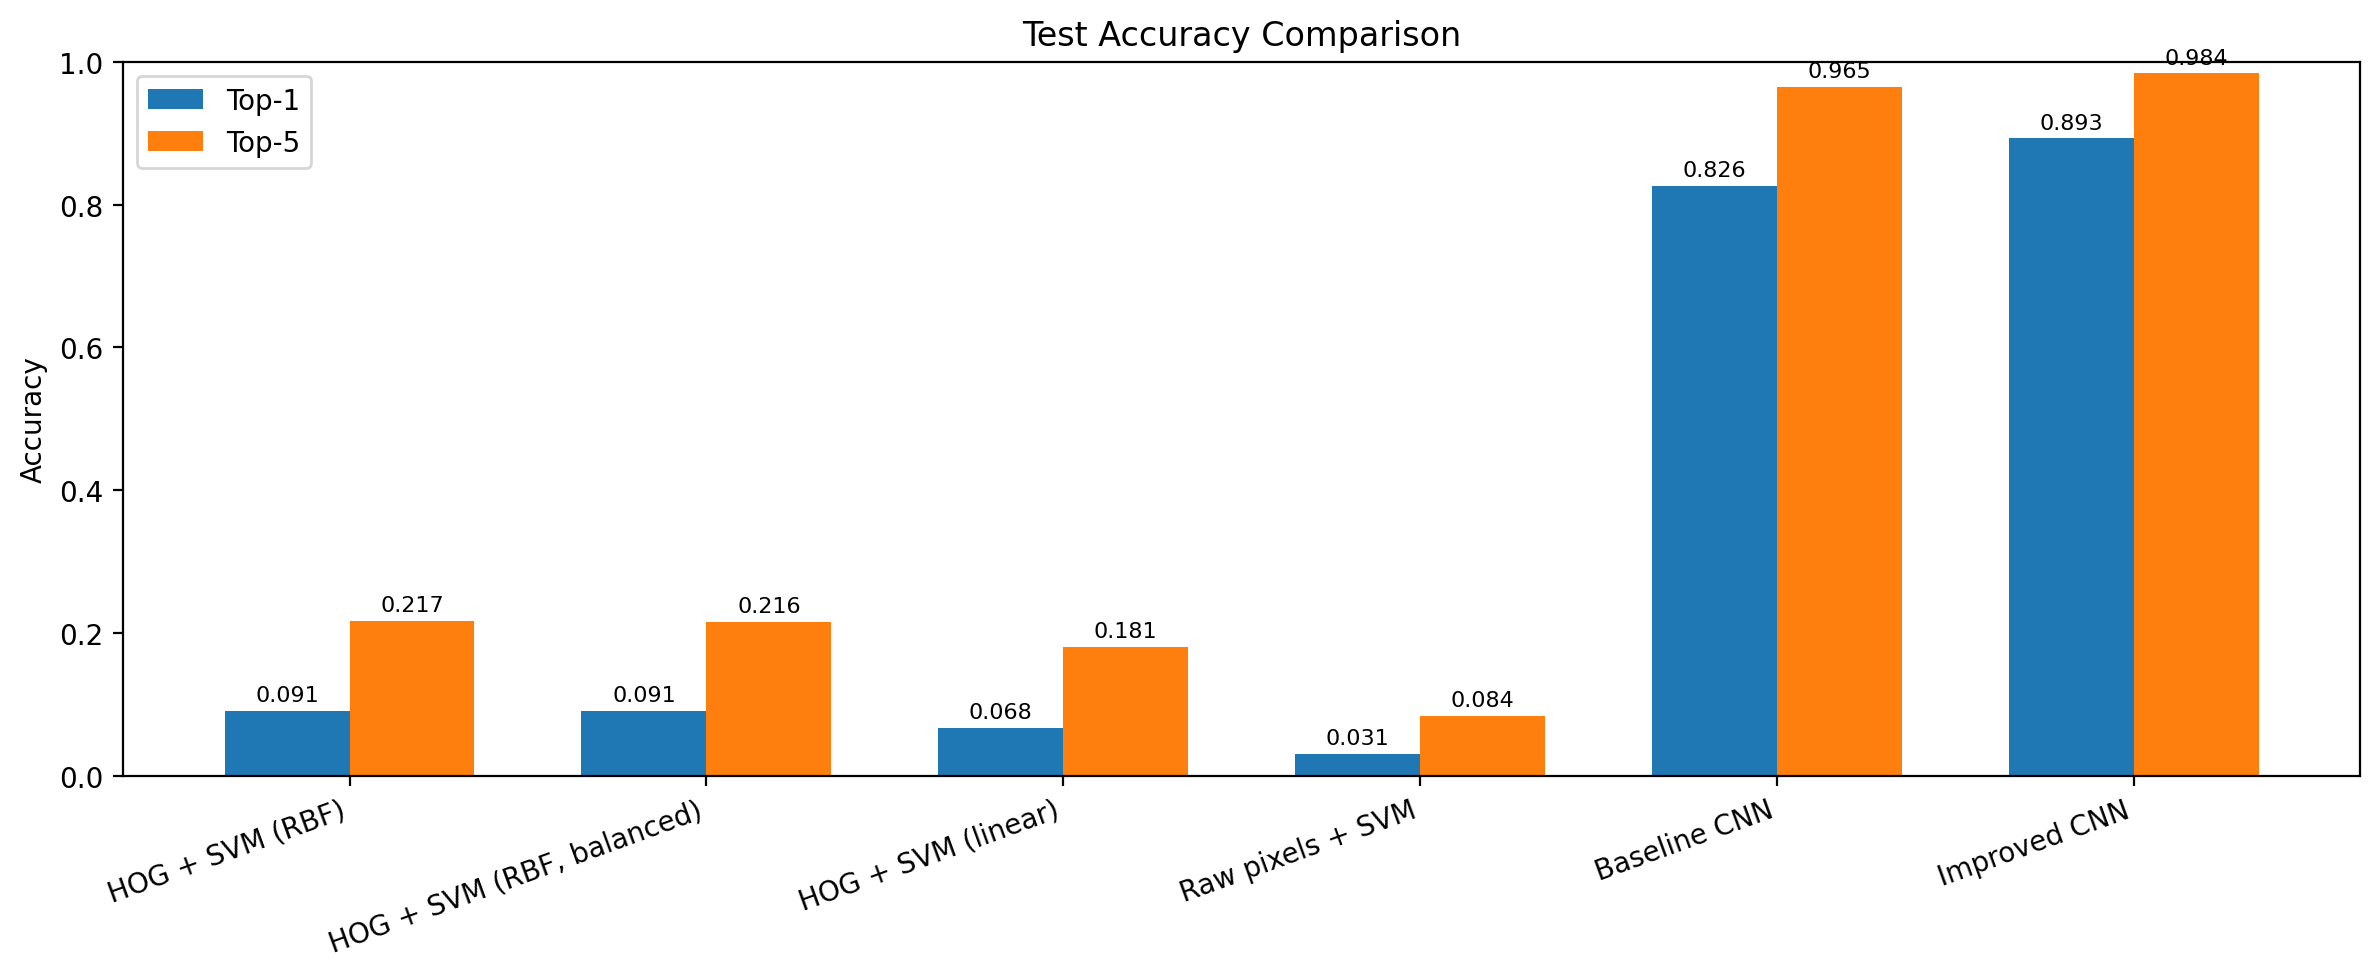 Test Accuracy Comparison
Accuracy
1.0
0.8
0.6
0.4
0.2
0.0
Top-1
Top-5
0.091
0.217
0.091
0.216
0.068
0.181
0.031
0.084
0.826
0.965
0.893
0.984
HOG + SVM (RBF)
HOG + SVM (RBF, balanced)
HOG + SVM (linear)
Raw pixels + SVM
Baseline CNN
Improved CNN